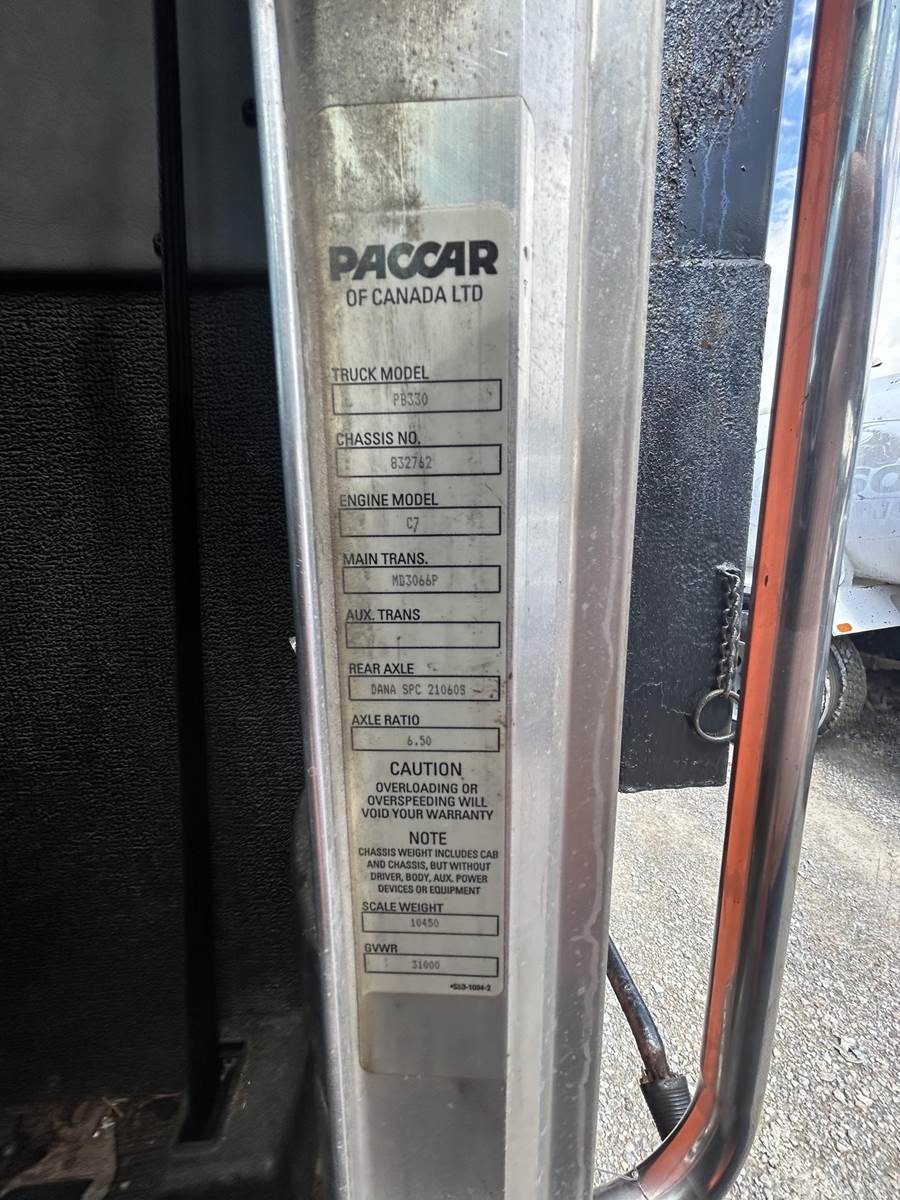 PACCAR
OF CANADA LTD
TRUCK MODEL
PB330
CHASSIS NO.
832762
ENGINE MODEL
C7
MAIN TRANS.
MD3066P
AUX. TRANS
REAR AXLE
DANA SPC 21060S
AXLE RATIO
6.50
CAUTION
OVERLOADING OR
OVERSPEEDING WILL
VOID YOUR WARRANTY
NOTE
CHASSIS WEIGHT INCLUDES CAB
AND CHASSIS, BUT WITHOUT
DRIVER, BODY, AUX. POWER
DEVICES OR EQUIPMENT
SCALE WEIGHT
10450
GVWR
31000